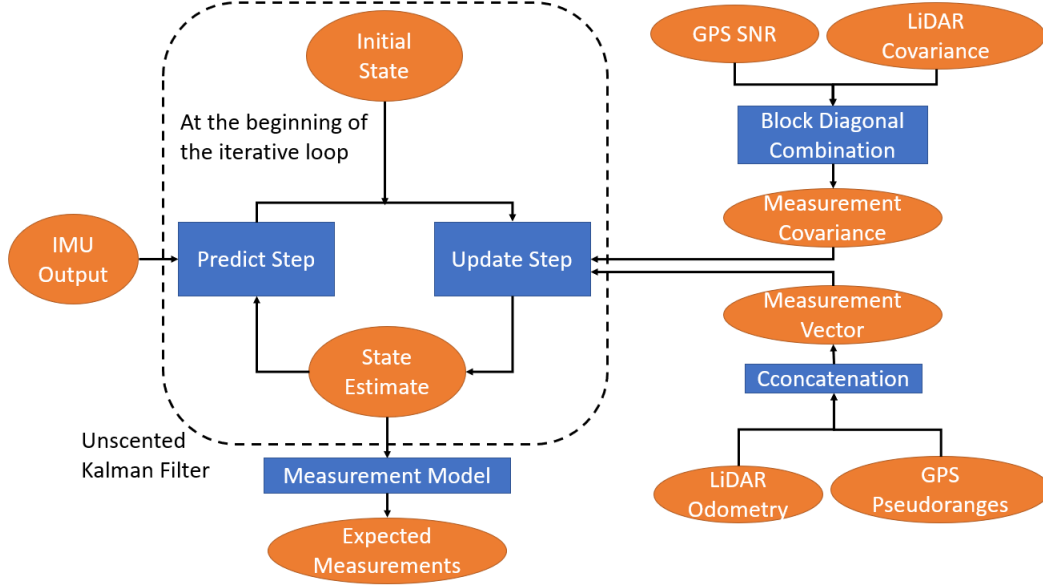 Initial
State
At the beginning of
the iterative loop
IMU
Output
Predict Step
Update Step
State
Estimate
Unscented
Kalman Filter
Measurement Model
Expected
Measurements
GPS SNR
LiDAR
Covariance
Block Diagonal
Combination
Measurement
Covariance
Measurement
Vector
Cconcatenation
LiDAR
Odometry
GPS
Pseudoranges